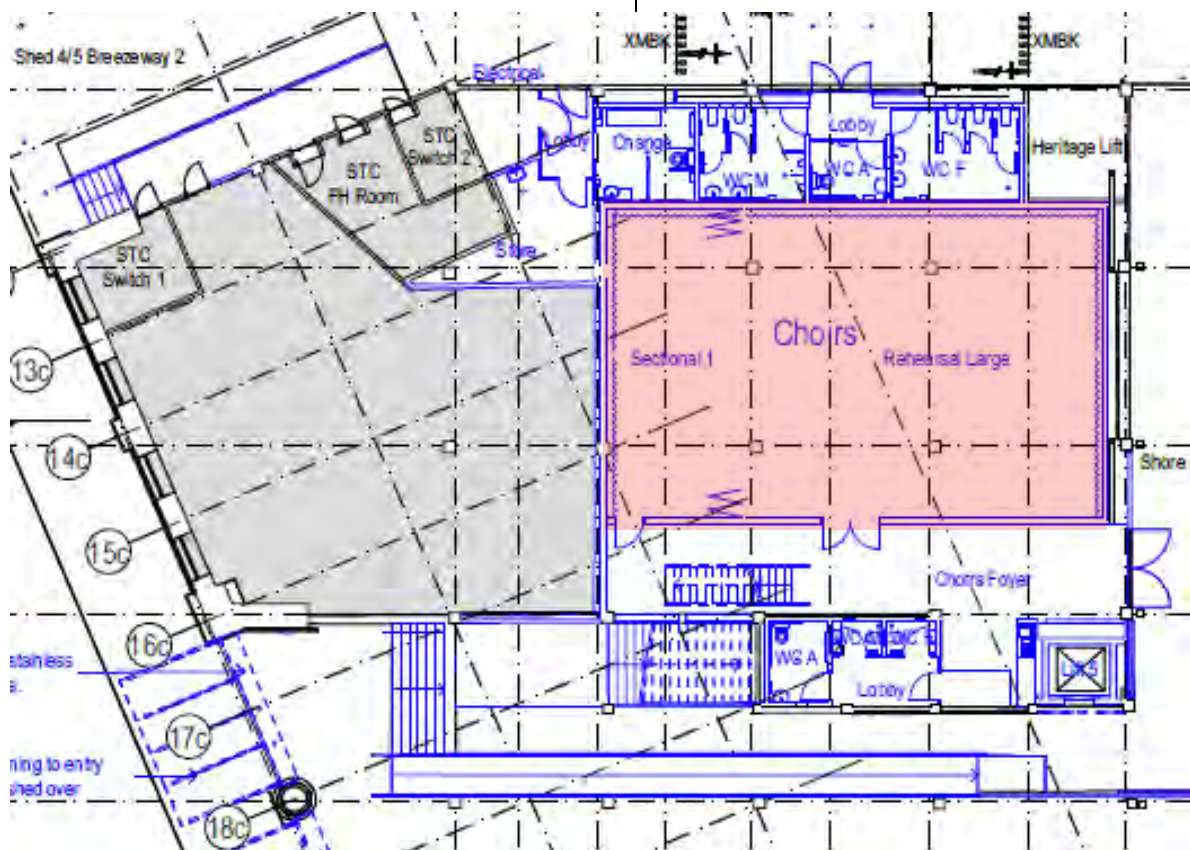 XMBK
XMBK
Shed 4/5 Breezeway 2
Electrical
Lobby
Change
WC M
Lobby
WC A
WC F
Heritage Lift
STC
Switch 2
STC
FH Room
STC
Switch 1
Store
Choirs
Sectional 1
Rehearsal Large
13c
14c
Shore
15c
Choirs Foyer
16c
stainless
s.
WC A
Lobby
Lift 5
17c
ning to entry
shed over
18c